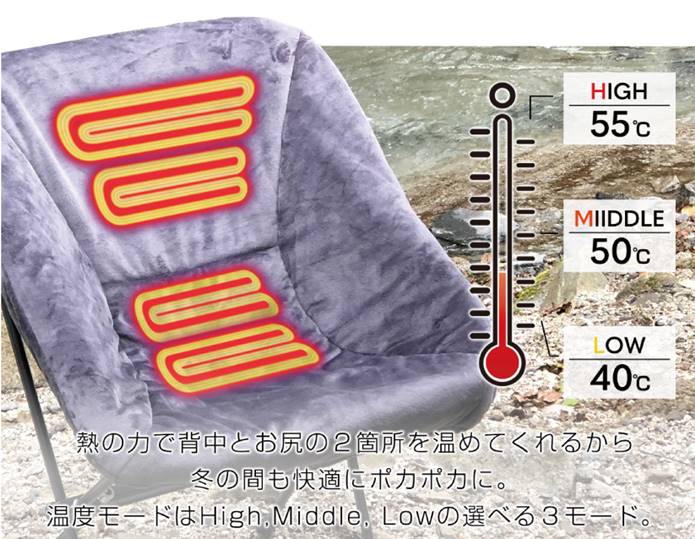 HIGH
55℃
MIIDDLE
50℃
LOW
40℃
熱の力で背中とお尻の２箇所を温めてくれるから
冬の間も快適にポカポカに。
温度モードはHigh,Middle, Lowの選べる３モード。